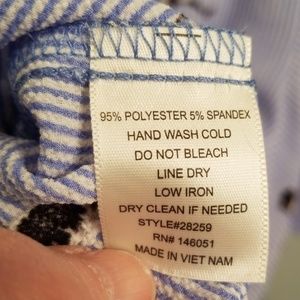 95% POLYESTER 5% SPANDEX
HAND WASH COLD
DO NOT BLEACH
LINE DRY
LOW IRON
DRY CLEAN IF NEEDED
STYLE#28259
RN# 146051
MADE IN VIET NAM